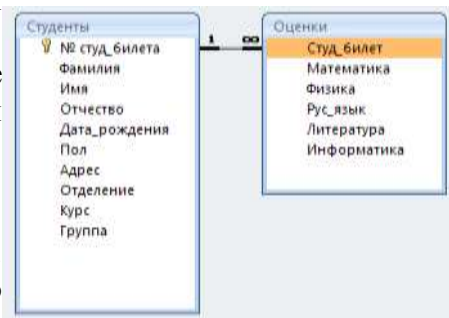 Студенты
№ студ_билета
Фамилия
Имя
Отчество
Дата_рождения
Пол
Адрес
Отделение
Курс
Группа
1 ∞
Оценки
Студ_билет
Математика
Физика
Рус_язык
Литература
Информатика